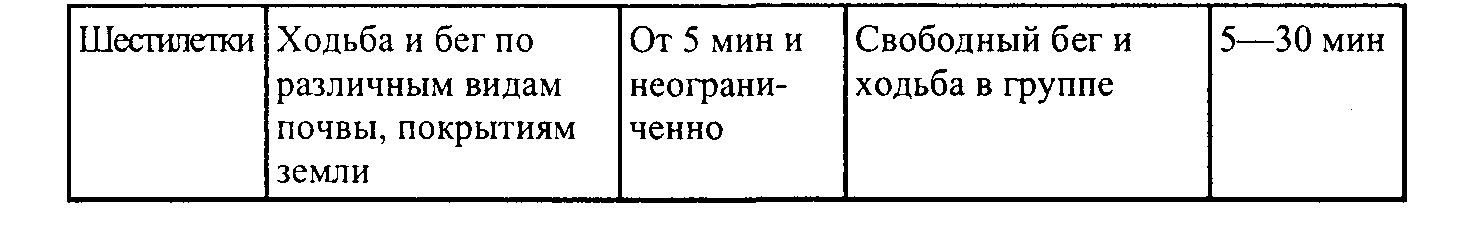 Шестилетки
Ходьба и бег по
различным видам
почвы, покрытиям
земли
От 5 мин и
неограни-
ченно
Свободный бег и
ходьба в группе
5—30 мин